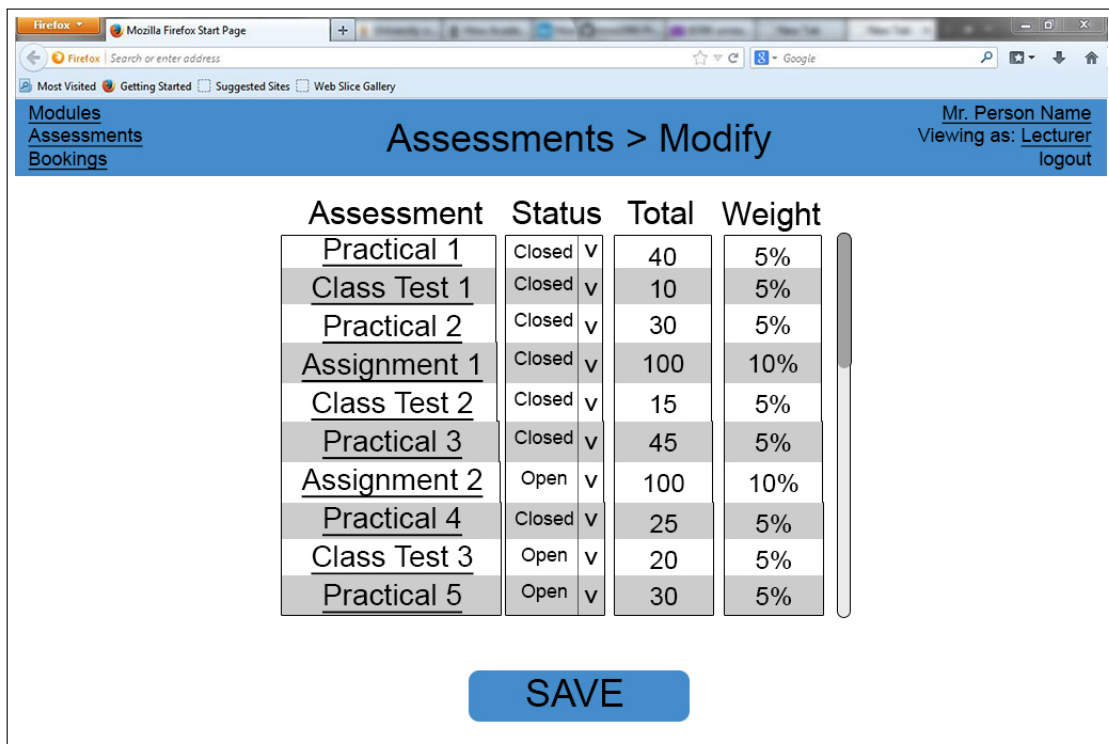 Firefox
Mozilla Firefox Start Page
+
Firefox Search or enter address
Google
Most Visited Getting Started Suggested Sites Web Slice Gallery
Modules
Assessments
Bookings
Assessments > Modify
Mr. Person Name
Viewing as: Lecturer
logout
Assessment Status Total Weight
Practical 1 Closed v 40 5%
Class Test 1 Closed v 10 5%
Practical 2 Closed v 30 5%
Assignment 1 Closed v 100 10%
Class Test 2 Closed v 15 5%
Practical 3 Closed v 45 5%
Assignment 2 Open v 100 10%
Practical 4 Closed v 25 5%
Class Test 3 Open v 20 5%
Practical 5 Open v 30 5%
SAVE